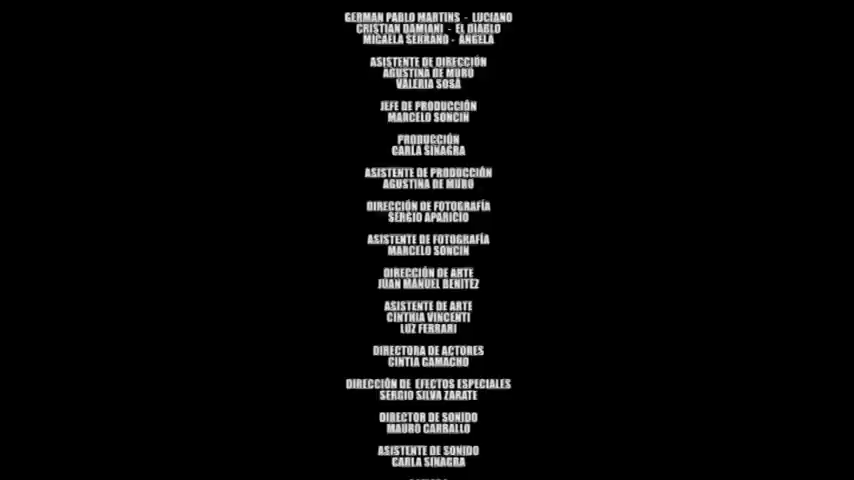 GERMAN PABLO MARTINS - LUCIANO
CRISTIAN DAMIANI - EL DIABLO
MICAELA SERRANO - ÁNGELA
ASISTENTE DE DIRECCIÓN
AGUSTINA DE MURO
VALERIA SOSA
JEFE DE PRODUCCIÓN
MARCELO SONCIN
PRODUCCIÓN
CARLA SINAGRA
ASISTENTE DE PRODUCCIÓN
AGUSTINA DE MURO
DIRECCIÓN DE FOTOGRAFÍA
SERGIO APARICIO
ASISTENTE DE FOTOGRAFÍA
MARCELO SONCIN
DIRECCIÓN DE ARTE
JUAN MANUEL BENITEZ
ASISTENTE DE ARTE
CINTHIA VINCENTI
LUZ FERRARI
DIRECTORA DE ACTORES
CINTIA CAMACHO
DIRECCIÓN DE EFECTOS ESPECIALES
SERGIO SILVA ZARATE
DIRECTOR DE SONIDO
MAURO CARBALLO
ASISTENTE DE SONIDO
CARLA SINAGRA